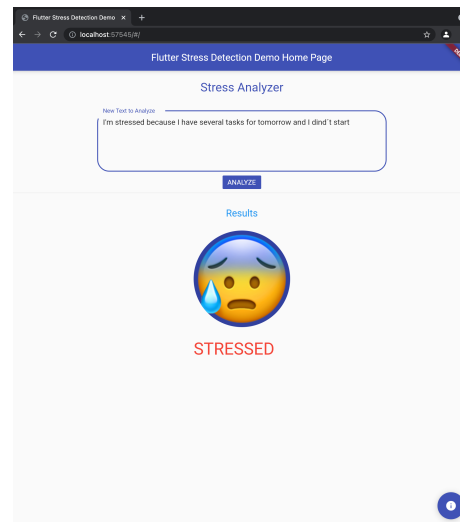 Flutter Stress Detection Demo
localhost:57545/#/
Flutter Stress Detection Demo Home Page
Stress Analyzer
New Text to Analyze
I'm stressed because I have several tasks for tomorrow and I dind´t start
ANALYZE
Results
STRESSED